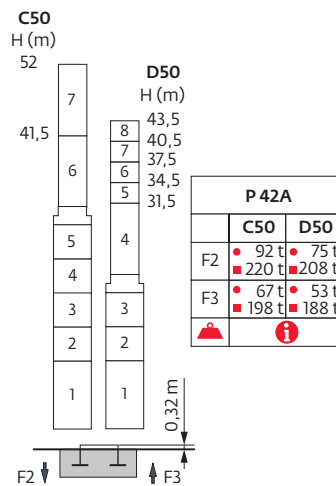 C50
H (m)
52
41,5
7
6
5
4
3
2
1
D50
H (m)
43,5
40,5
37,5
34,5
31,5
8
7
6
5
4
3
2
1
P 42A
C50 D50
F2 ● 92 t ● 75 t
■ 220 t ■ 208 t
F3 ● 67 t ● 53 t
■ 198 t ■ 188 t
i
0,32 m
F2 F3